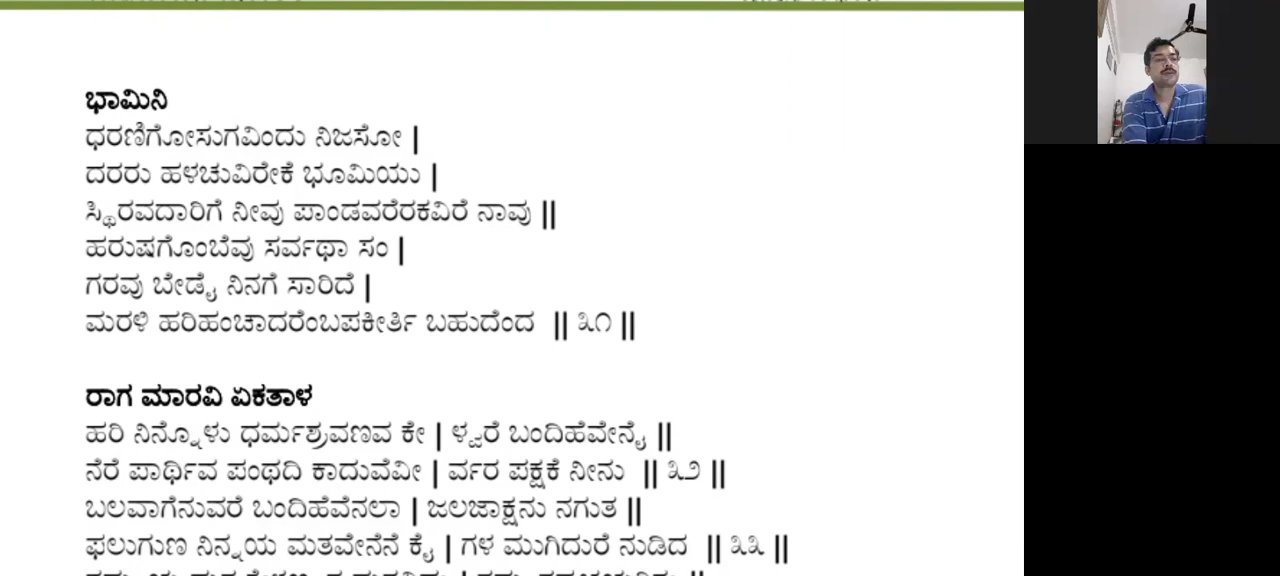 ಭಾಮಿನಿ
ಧರಣಿಗೋಸುಗವಿಂದು ನಿಜಸೋ |
ದರರು ಹಳಚುವಿರೇಕೆ ಭೂಮಿಯು |
ಸ್ಥಿರವದಾರಿಗೆ ನೀವು ಪಾಂಡವರೆರಕವಿರೆ ನಾವು ||
ಹರುಷಗೊಂಬೆವು ಸರ್ವಥಾ ಸಂ |
ಗರವು ಬೇಡೈ ನಿನಗೆ ಸಾರಿದೆ |
ಮರಳಿ ಹರಿಹಂಚಾದರೆಂಬಪಕೀರ್ತಿ ಬಹುದೆಂದ || ೩೧ ||
ರಾಗ ಮಾರವಿ ಏಕತಾಳ
ಹರಿ ನಿನ್ನೊಳು ಧರ್ಮಶ್ರವಣವ ಕೇ | ಳ್ವರೆ ಬಂದಿಹೆವೇನೈ ||
ನೆರೆ ಪಾರ್ಥಿವ ಪಂಥದಿ ಕಾದುವೆವೀ | ರ್ವರ ಪಕ್ಷಕೆ ನೀನು || ೩೨ ||
ಬಲವಾಗೆನುವರೆ ಬಂದಿಹೆವೆನಲಾ | ಜಲಜಾಕ್ಷನು ನಗುತ ||
ಫಲುಗುಣ ನಿನ್ನಯ ಮತವೇನೆನೆ ಕೈ | ಗಳ ಮುಗಿದುರೆ ನುಡಿದ || ೩೩ ||